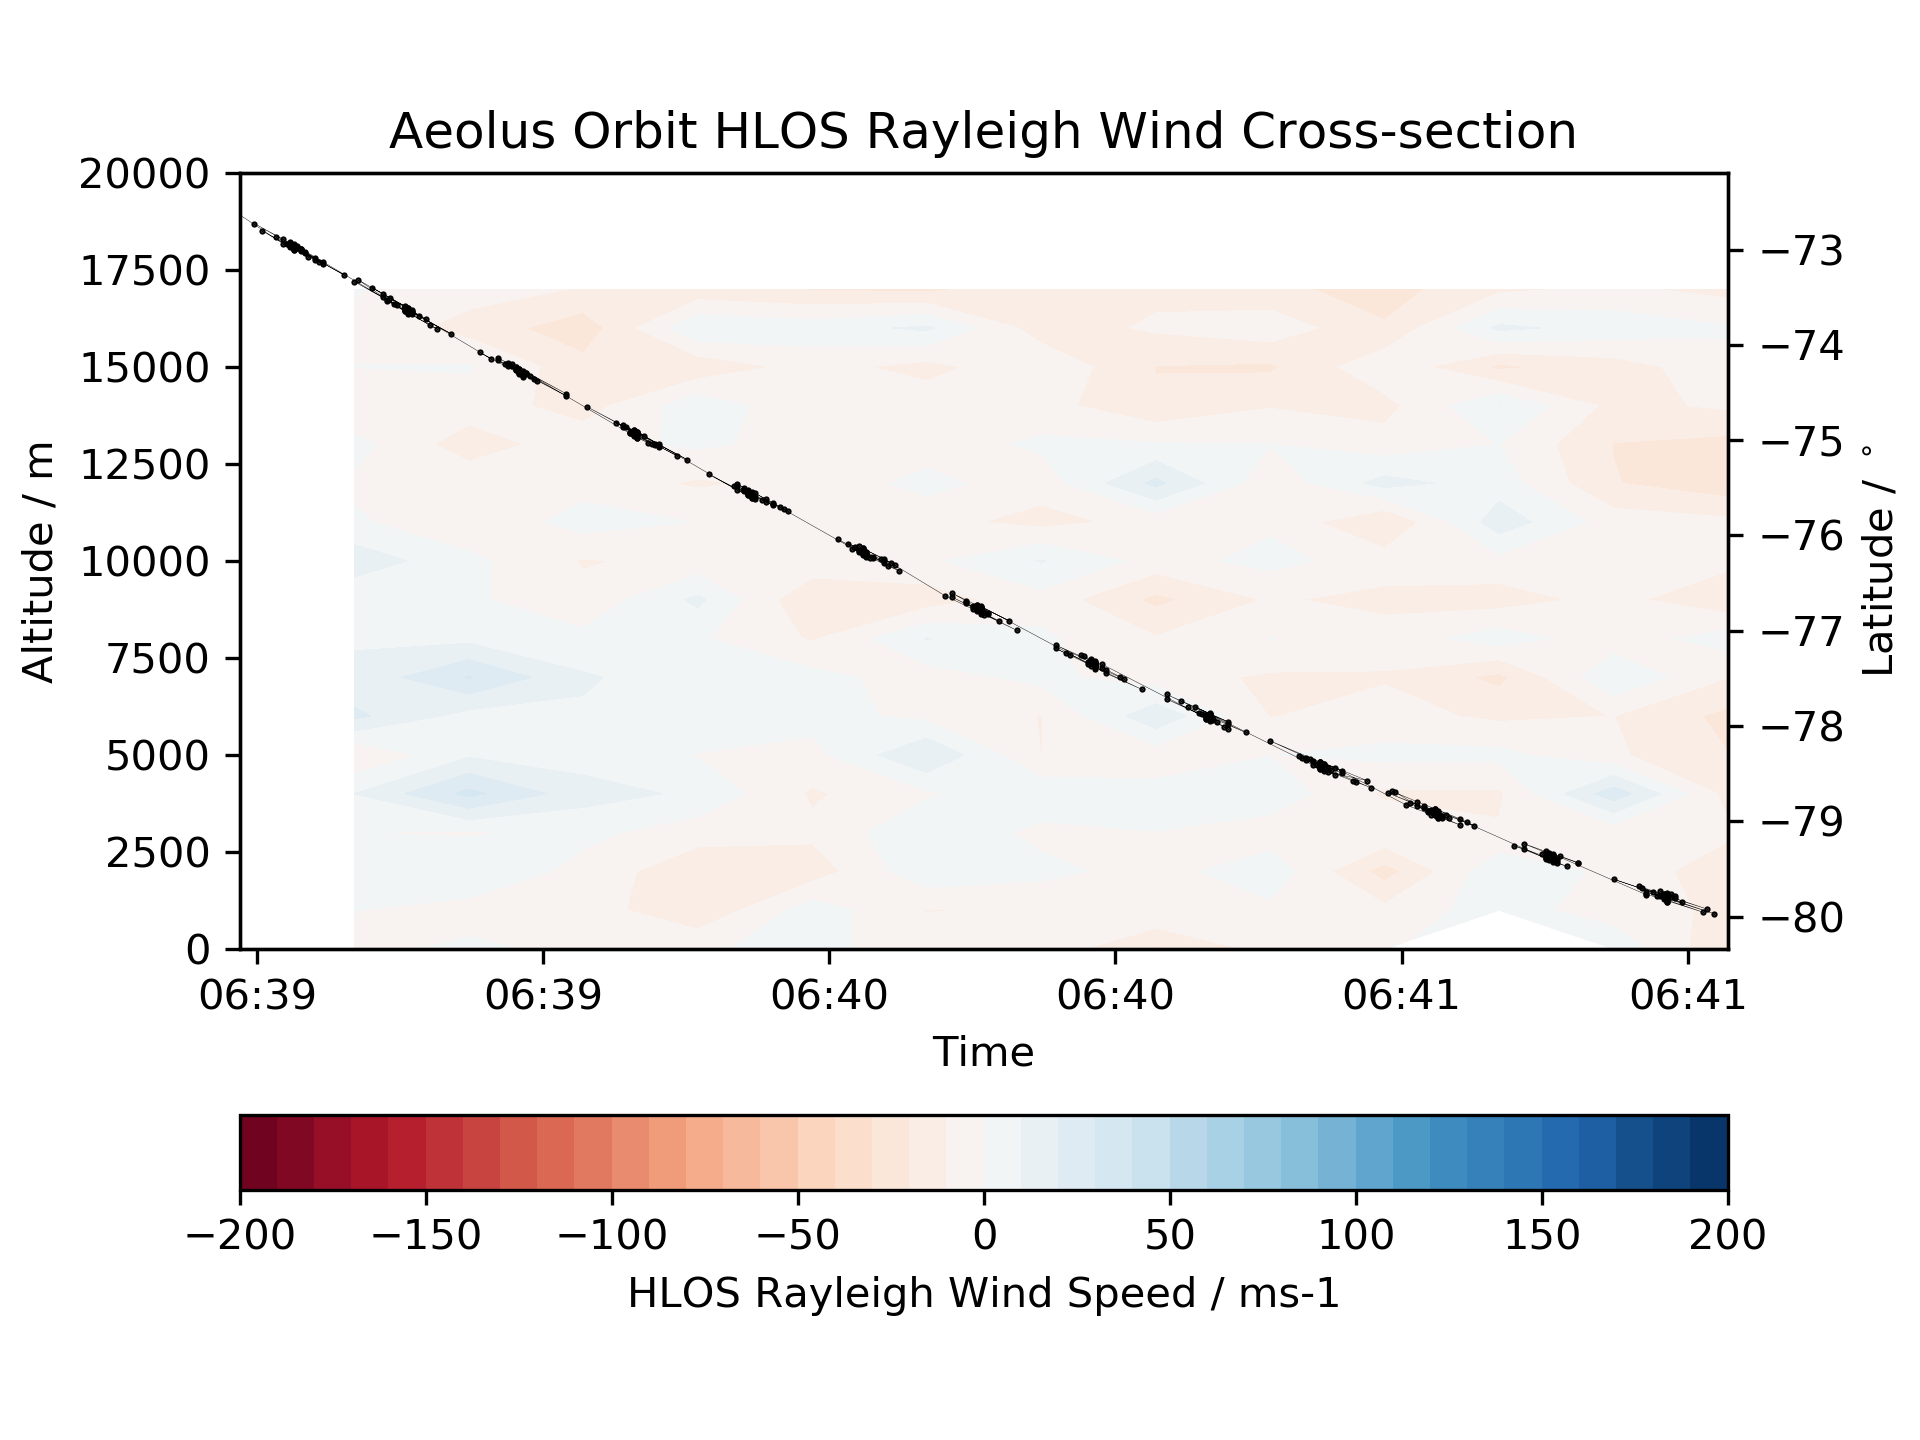 Aeolus Orbit HLOS Rayleigh Wind Cross-section
20000
17500
15000
12500
10000
7500
5000
2500
0
Altitude / m
−73
−74
−75
−76
−77
−78
−79
−80
Latitude / °
06:39 06:39 06:40 06:40 06:41 06:41
Time
−200 −150 −100 −50 0 50 100 150 200
HLOS Rayleigh Wind Speed / ms-1